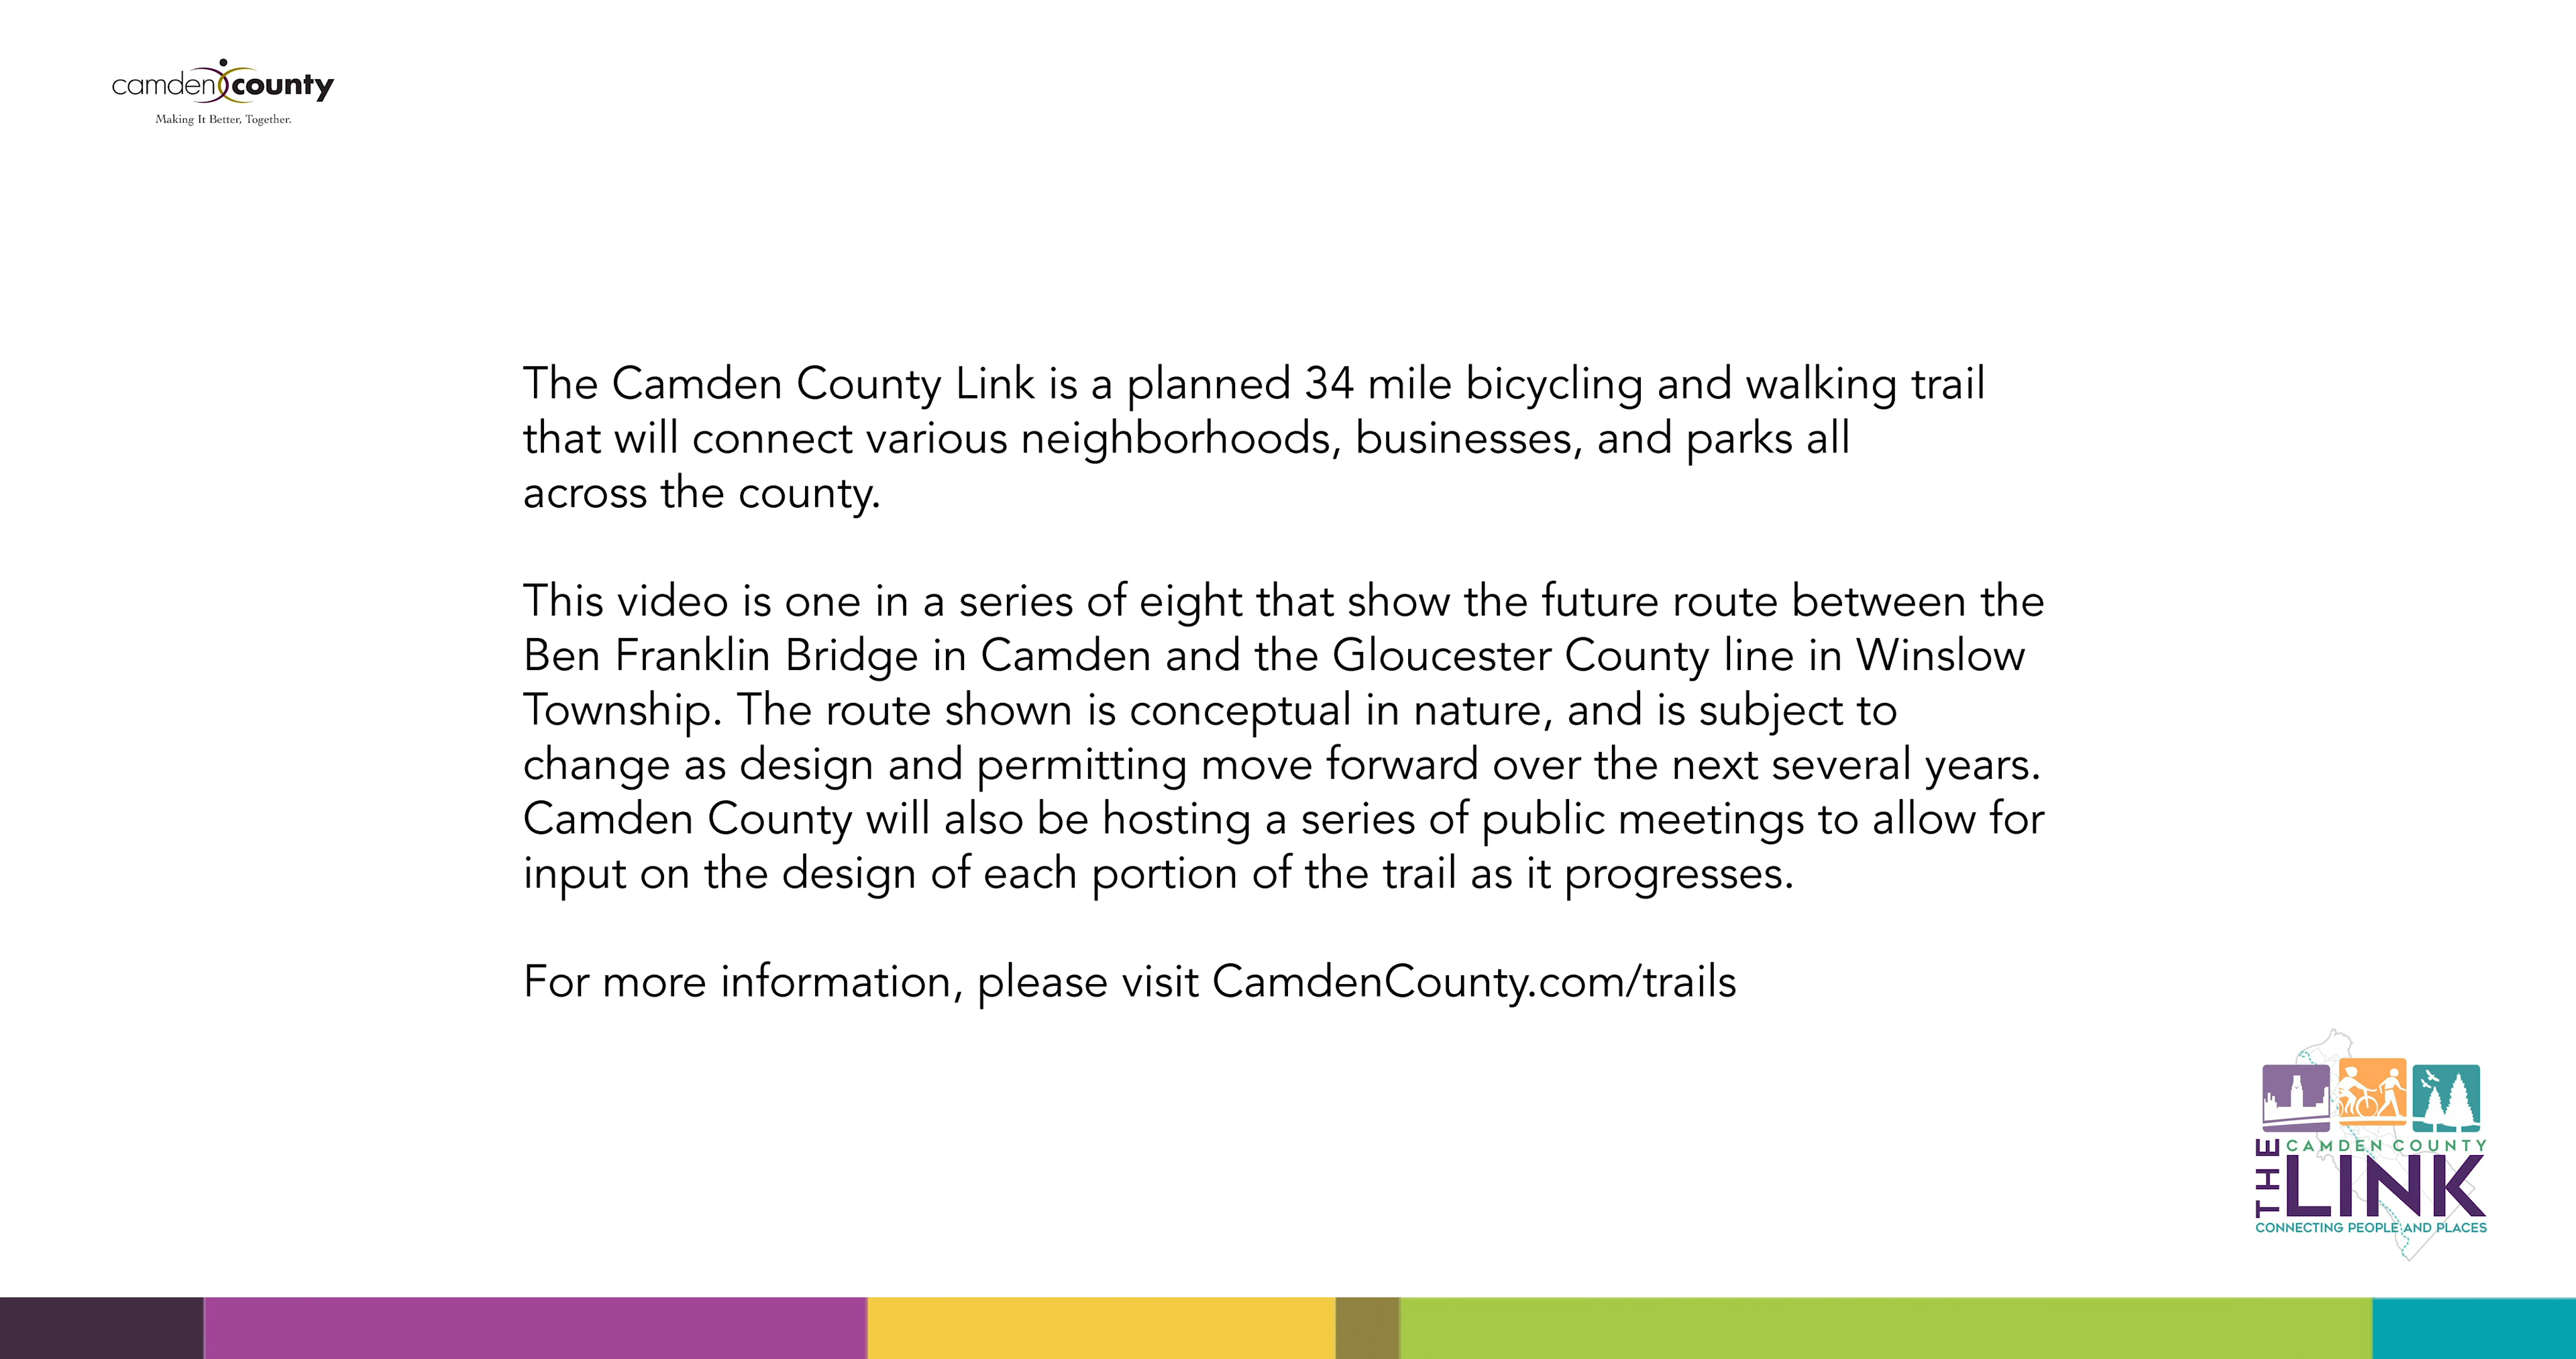 camden county
Making It Better, Together.
The Camden County Link is a planned 34 mile bicycling and walking trail
that will connect various neighborhoods, businesses, and parks all
across the county.
This video is one in a series of eight that show the future route between the
Ben Franklin Bridge in Camden and the Gloucester County line in Winslow
Township. The route shown is conceptual in nature, and is subject to
change as design and permitting move forward over the next several years.
Camden County will also be hosting a series of public meetings to allow for
input on the design of each portion of the trail as it progresses.
For more information, please visit CamdenCounty.com/trails
CAMDEN COUNTY
THE LINK
CONNECTING PEOPLE AND PLACES